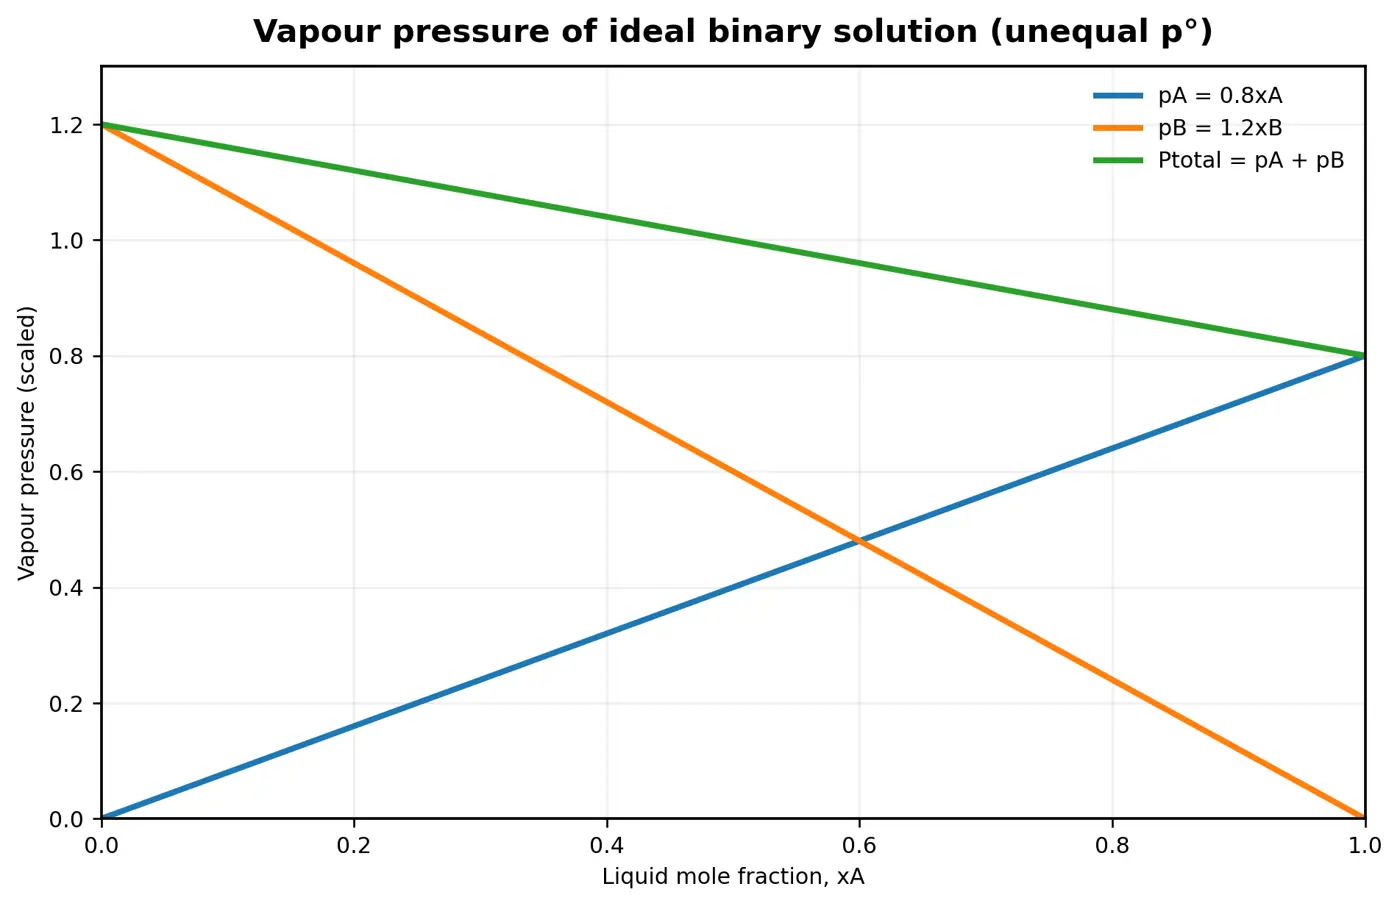 Vapour pressure of ideal binary solution (unequal p°)
pA = 0.8xA
pB = 1.2xB
Ptotal = pA + pB
Vapour pressure (scaled)
1.2
1.0
0.8
0.6
0.4
0.2
0.0
0.0 0.2 0.4 0.6 0.8 1.0
Liquid mole fraction, xA